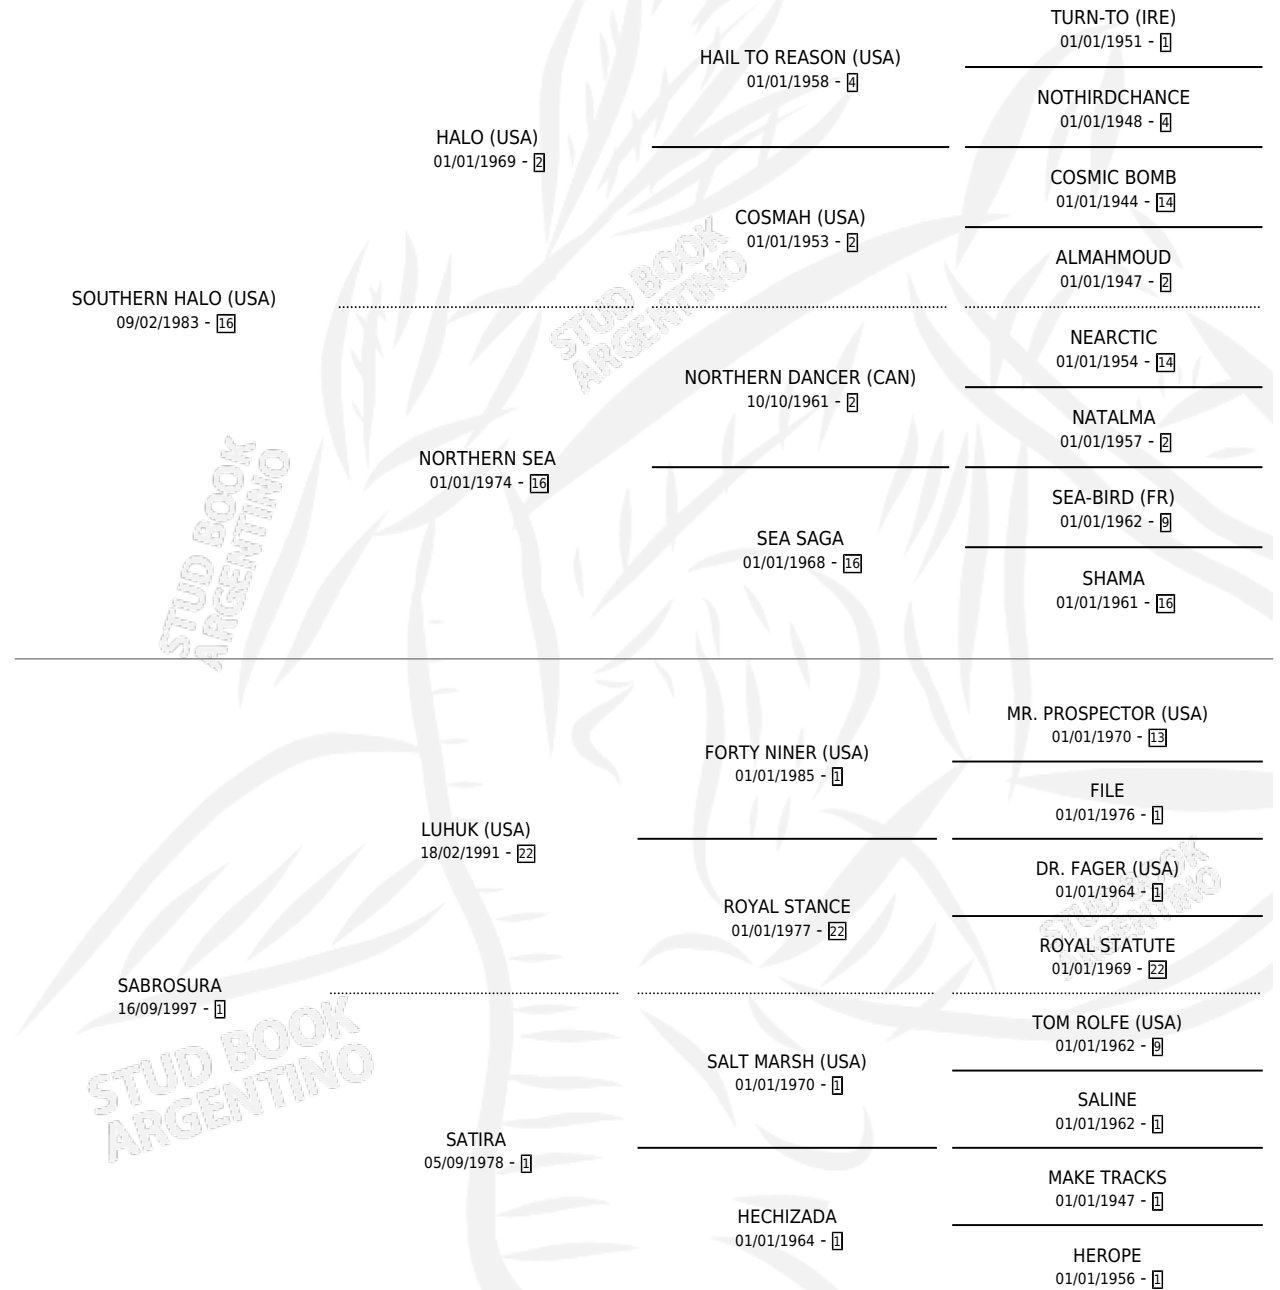 TURN-TO (IRE)
01/01/1951 - 1
HAIL TO REASON (USA)
01/01/1958 - 4
NOTHIRDCHANCE
01/01/1948 - 4
HALO (USA)
01/01/1969 - 2
COSMIC BOMB
01/01/1944 - 14
COSMAH (USA)
01/01/1953 - 2
ALMAHMOUD
01/01/1947 - 2
SOUTHERN HALO (USA)
09/02/1983 - 16
STUD BOOK
ARGENTINO
NEARCTIC
01/01/1954 - 14
NORTHERN DANCER (CAN)
10/10/1961 - 2
NATALMA
01/01/1957 - 2
NORTHERN SEA
01/01/1974 - 16
SEA-BIRD (FR)
01/01/1962 - 9
SEA SAGA
01/01/1968 - 16
SHAMA
01/01/1961 - 16
STUD BOOK
ARGENTINO
MR. PROSPECTOR (USA)
01/01/1970 - 13
FORTY NINER (USA)
01/01/1985 - 1
FILE
01/01/1976 - 1
LUHUK (USA)
18/02/1991 - 22
DR. FAGER (USA)
01/01/1964 - 1
STUD BOOK
ARGENTINO
ROYAL STANCE
01/01/1977 - 22
ROYAL STATUTE
01/01/1969 - 22
SABROSURA
16/09/1997 - 1
STUD BOOK
ARGENTINO
TOM ROLFE (USA)
01/01/1962 - 9
SALT MARSH (USA)
01/01/1970 - 1
SALINE
01/01/1962 - 1
SATIRA
05/09/1978 - 1
MAKE TRACKS
01/01/1947 - 1
HECHIZADA
01/01/1964 - 1
HEROPE
01/01/1956 - 1